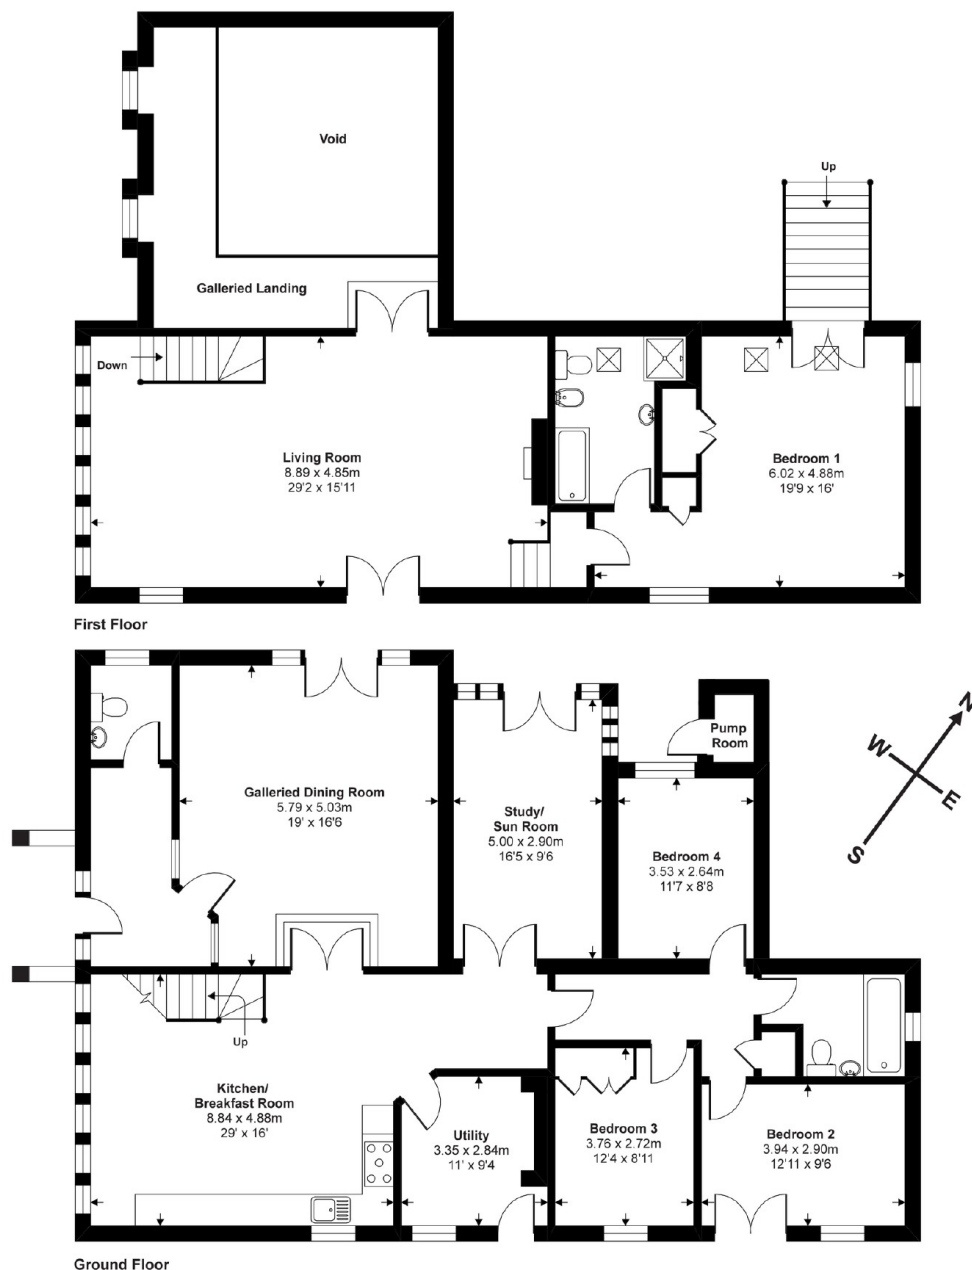 Void
Up
Galleried Landing
Down
Living Room
8.89 x 4.85m
29'2 x 15'11
Bedroom 1
6.02 x 4.88m
19'9 x 16'
First Floor
Galleried Dining Room
5.79 x 5.03m
19' x 16'6
Study/
Sun Room
5.00 x 2.90m
16'5 x 9'6
Pump
Room
Bedroom 4
3.53 x 2.64m
11'7 x 8'8
N
W
E
S
Up
Kitchen/
Breakfast Room
8.84 x 4.88m
29' x 16'
Utility
3.35 x 2.84m
11' x 9'4
Bedroom 3
3.76 x 2.72m
12'4 x 8'11
Bedroom 2
3.94 x 2.90m
12'11 x 9'6
Ground Floor